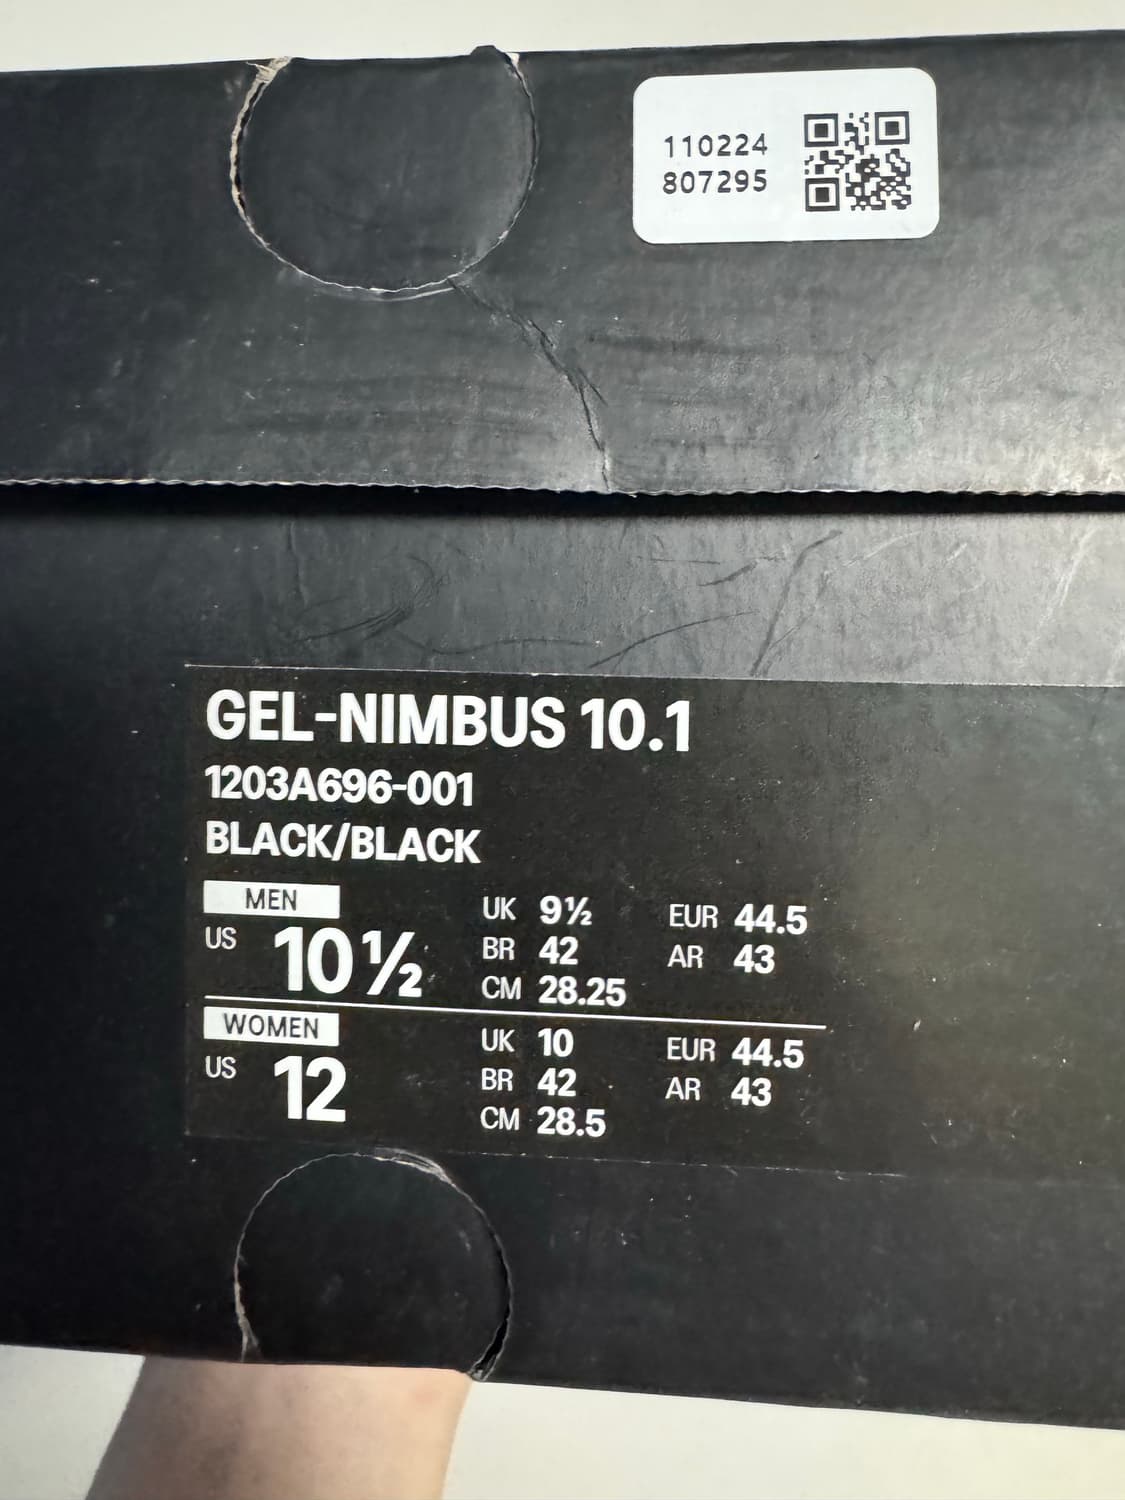 110224
807295
GEL-NIMBUS 10.1
1203A696-001
BLACK/BLACK
MEN
US 10½
UK 9½ EUR 44.5
BR 42 AR 43
CM 28.25
WOMEN
US 12
UK 10 EUR 44.5
BR 42 AR 43
CM 28.5